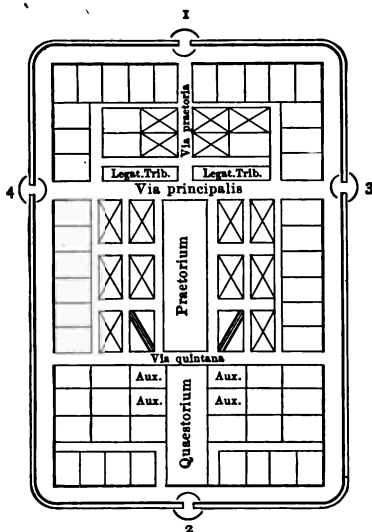 1
Via praetoria
Legat. Trib. Legat. Trib.
4 Via principalis 3
Praetorium
Via quintana
Aux. Aux.
Aux. Aux.
Quaestorium
2